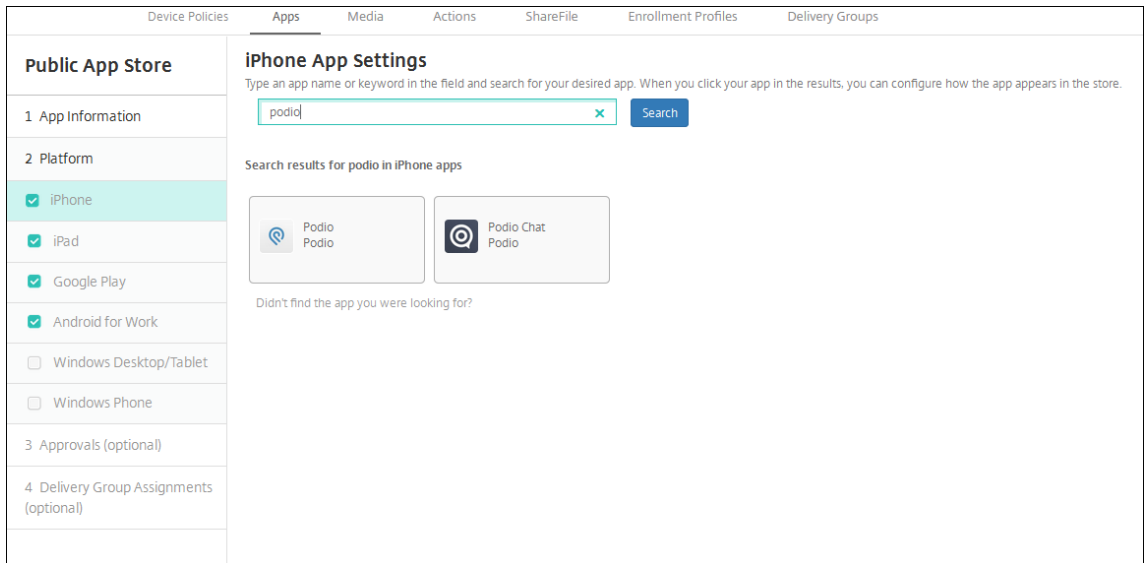 Device Policies Apps Media Actions ShareFile Enrollment Profiles Delivery Groups
Public App Store
1 App Information
2 Platform
iPhone
iPad
Google Play
Android for Work
Windows Desktop/Tablet
Windows Phone
3 Approvals (optional)
4 Delivery Group Assignments
(optional)
iPhone App Settings
Type an app name or keyword in the field and search for your desired app. When you click your app in the results, you can configure how the app appears in the store.
podio
Search
Search results for podio in iPhone apps
Podio
Podio
Podio Chat
Podio
Didn't find the app you were looking for?